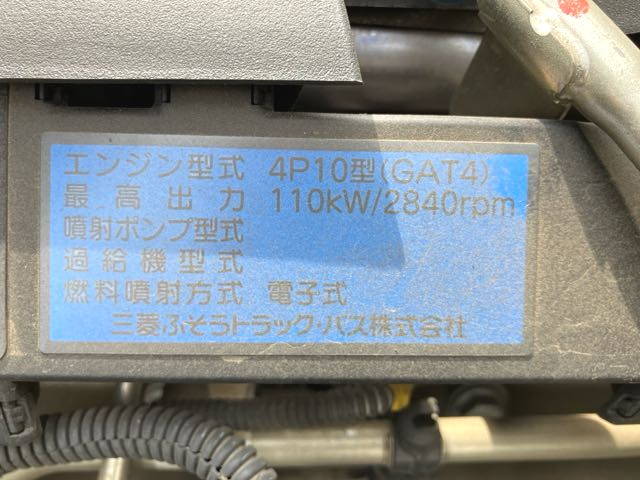 エンジン型式 4P10型(GAT4)
最高出力 110kW/2840rpm
噴射ポンプ型式
過給機型式
燃料噴射方式 電子式
三菱ふそうトラック・バス株式会社